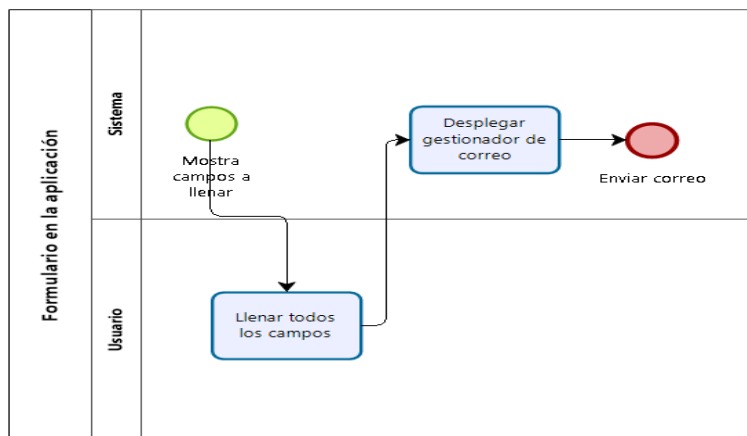 Formulario en la aplicación
Sistema
Mostra
campos a
llenar
Desplegar
gestionador de
correo
Enviar correo
Usuario
Llenar todos
los campos